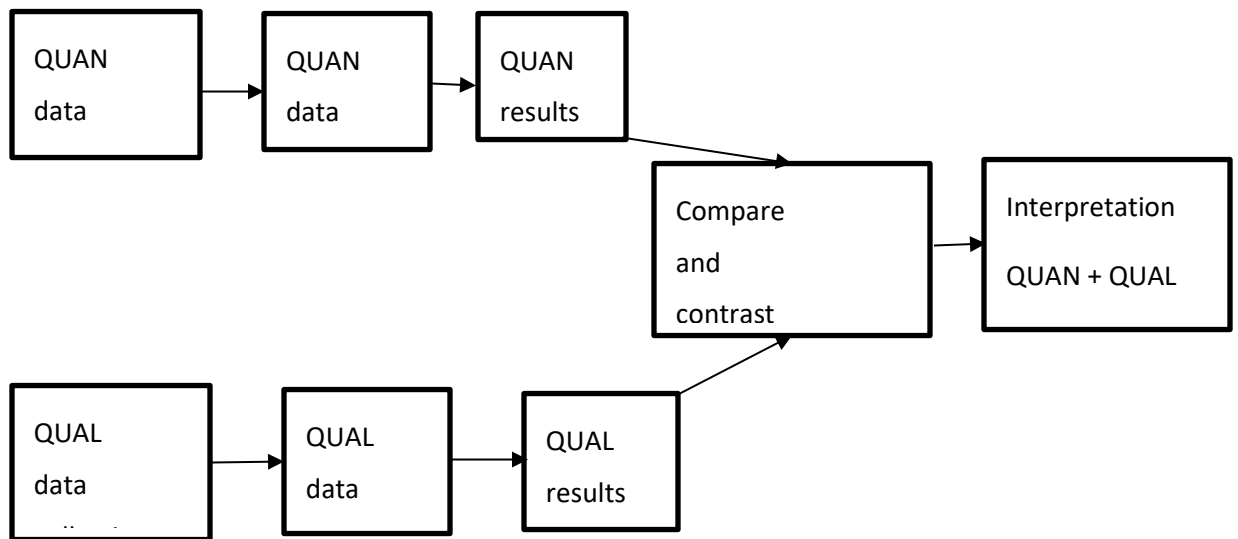 QUAN
data
QUAN
data
QUAN
results
Compare
and
contrast
Interpretation
QUAN + QUAL
QUAL
data
QUAL
data
QUAL
results